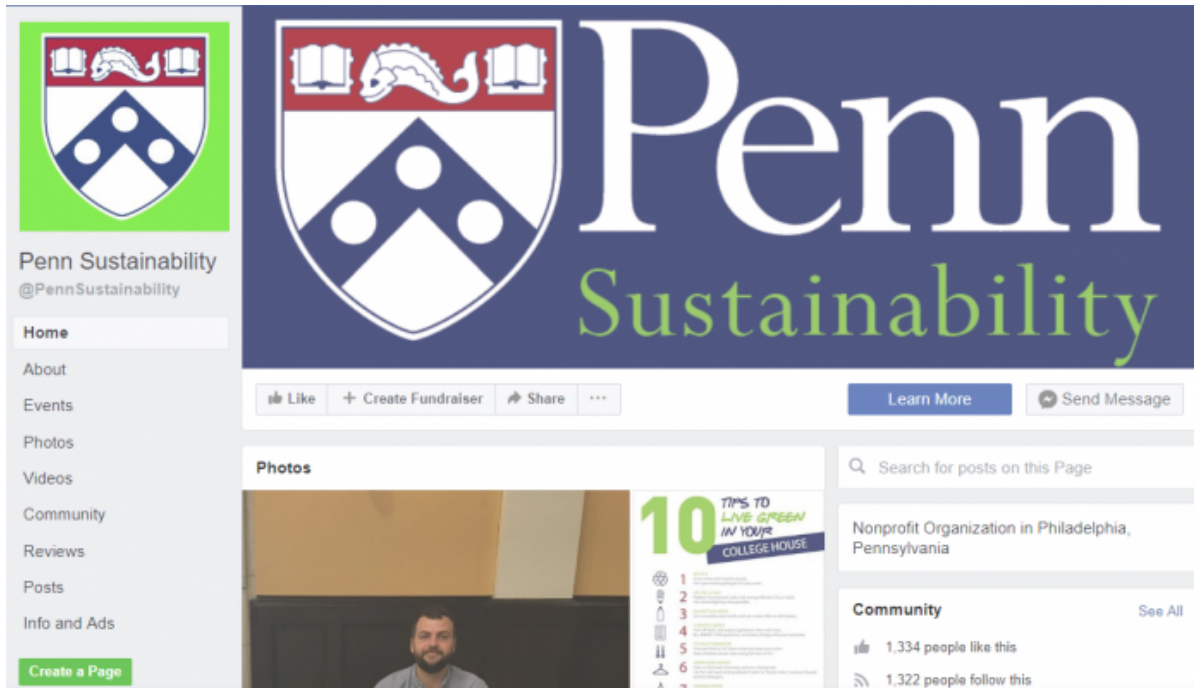 Penn
Sustainability
Penn Sustainability
@PennSustainability
Home
About
Events
Photos
Videos
Community
Reviews
Posts
Info and Ads
Create a Page
Like
+ Create Fundraiser
Share
...
Learn More
Send Message
Photos
10
TIPS TO
LIVE GREEN
IN YOUR
COLLEGE HOUSE
1
2
3
4
5
6
Search for posts on this Page
Nonprofit Organization in Philadelphia,
Pennsylvania
Community
See All
1,334 people like this
1,322 people follow this